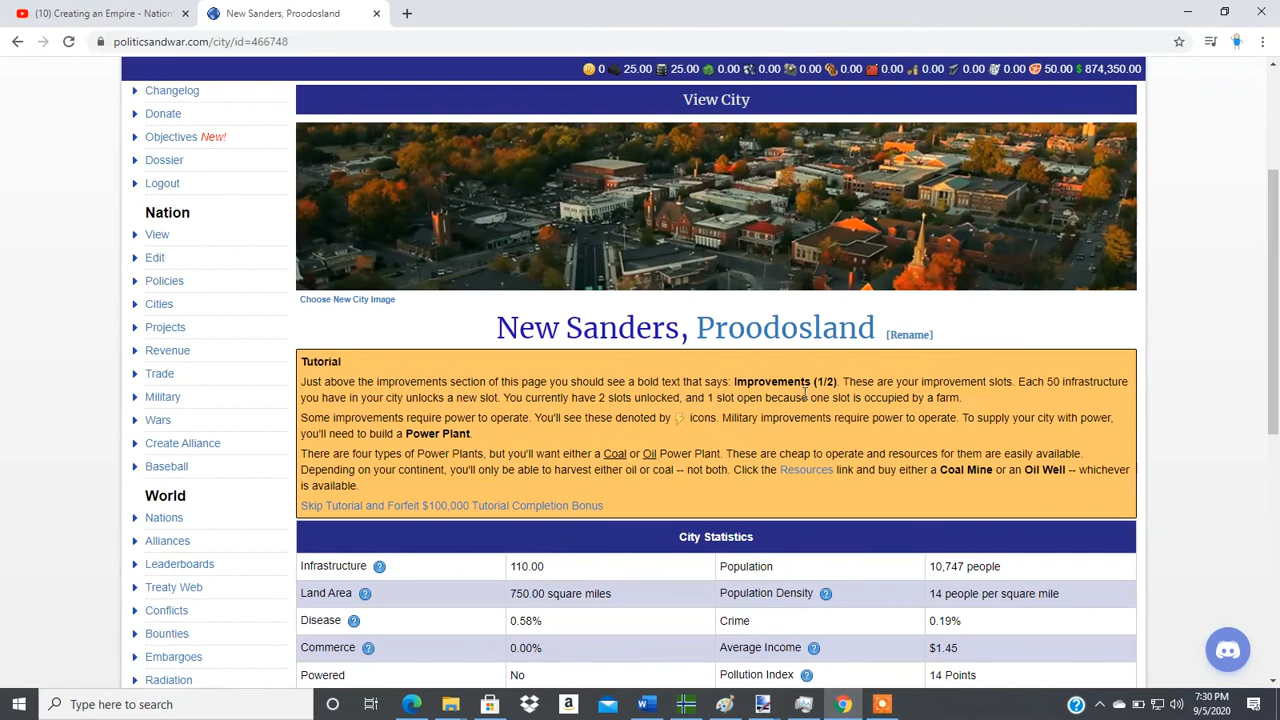 (10) Creating an Empire - Nation
New Sanders, Proodosland
politicsandwar.com/city/id=466748
0 25.00 25.00 0.00 0.00 0.00 0.00 0.00 0.00 0.00 0.00 50.00 $ 874,350.00
Changelog
Donate
Objectives New!
Dossier
Logout
Nation
View
Edit
Policies
Cities
Projects
Revenue
Trade
Military
Wars
Create Alliance
Baseball
World
Nations
Alliances
Leaderboards
Treaty Web
Conflicts
Bounties
Embargoes
Radiation
View City
Choose New City Image
New Sanders, Proodosland [Rename]
Tutorial
Just above the improvements section of this page you should see a bold text that says: Improvements (1/2). These are your improvement slots. Each 50 infrastructure
you have in your city unlocks a new slot. You currently have 2 slots unlocked, and 1 slot open because one slot is occupied by a farm.
Some improvements require power to operate. You'll see these denoted by ⚡ icons. Military improvements require power to operate. To supply your city with power,
you'll need to build a Power Plant.
There are four types of Power Plants, but you'll want either a Coal or Oil Power Plant. These are cheap to operate and resources for them are easily available.
Depending on your continent, you'll only be able to harvest either oil or coal -- not both. Click the Resources link and buy either a Coal Mine or an Oil Well -- whichever
is available.
Skip Tutorial and Forfeit $100,000 Tutorial Completion Bonus
City Statistics
Infrastructure ? 110.00 Population 10,747 people
Land Area ? 750.00 square miles Population Density ? 14 people per square mile
Disease ? 0.58% Crime 0.19%
Commerce ? 0.00% Average Income ? $1.45
Powered No Pollution Index ? 14 Points
Type here to search
7:30 PM
9/5/2020